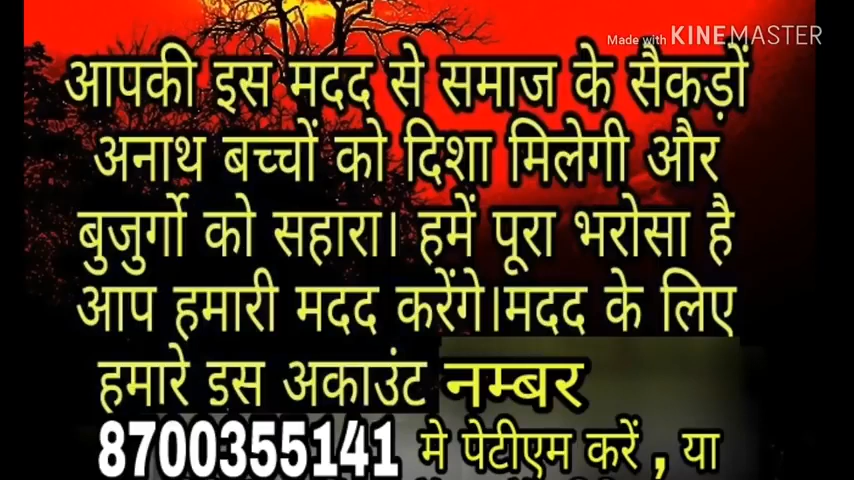 Made with KINEMASTER
आपकी इस मदद से समाज के सैकड़ों
अनाथ बच्चों को दिशा मिलेगी और
बुजुर्गो को सहारा। हमें पूरा भरोसा है
आप हमारी मदद करेंगे।मदद के लिए
हमारे इस अकाउंट नम्बर
8700355141 मे पेटीएम करें , या